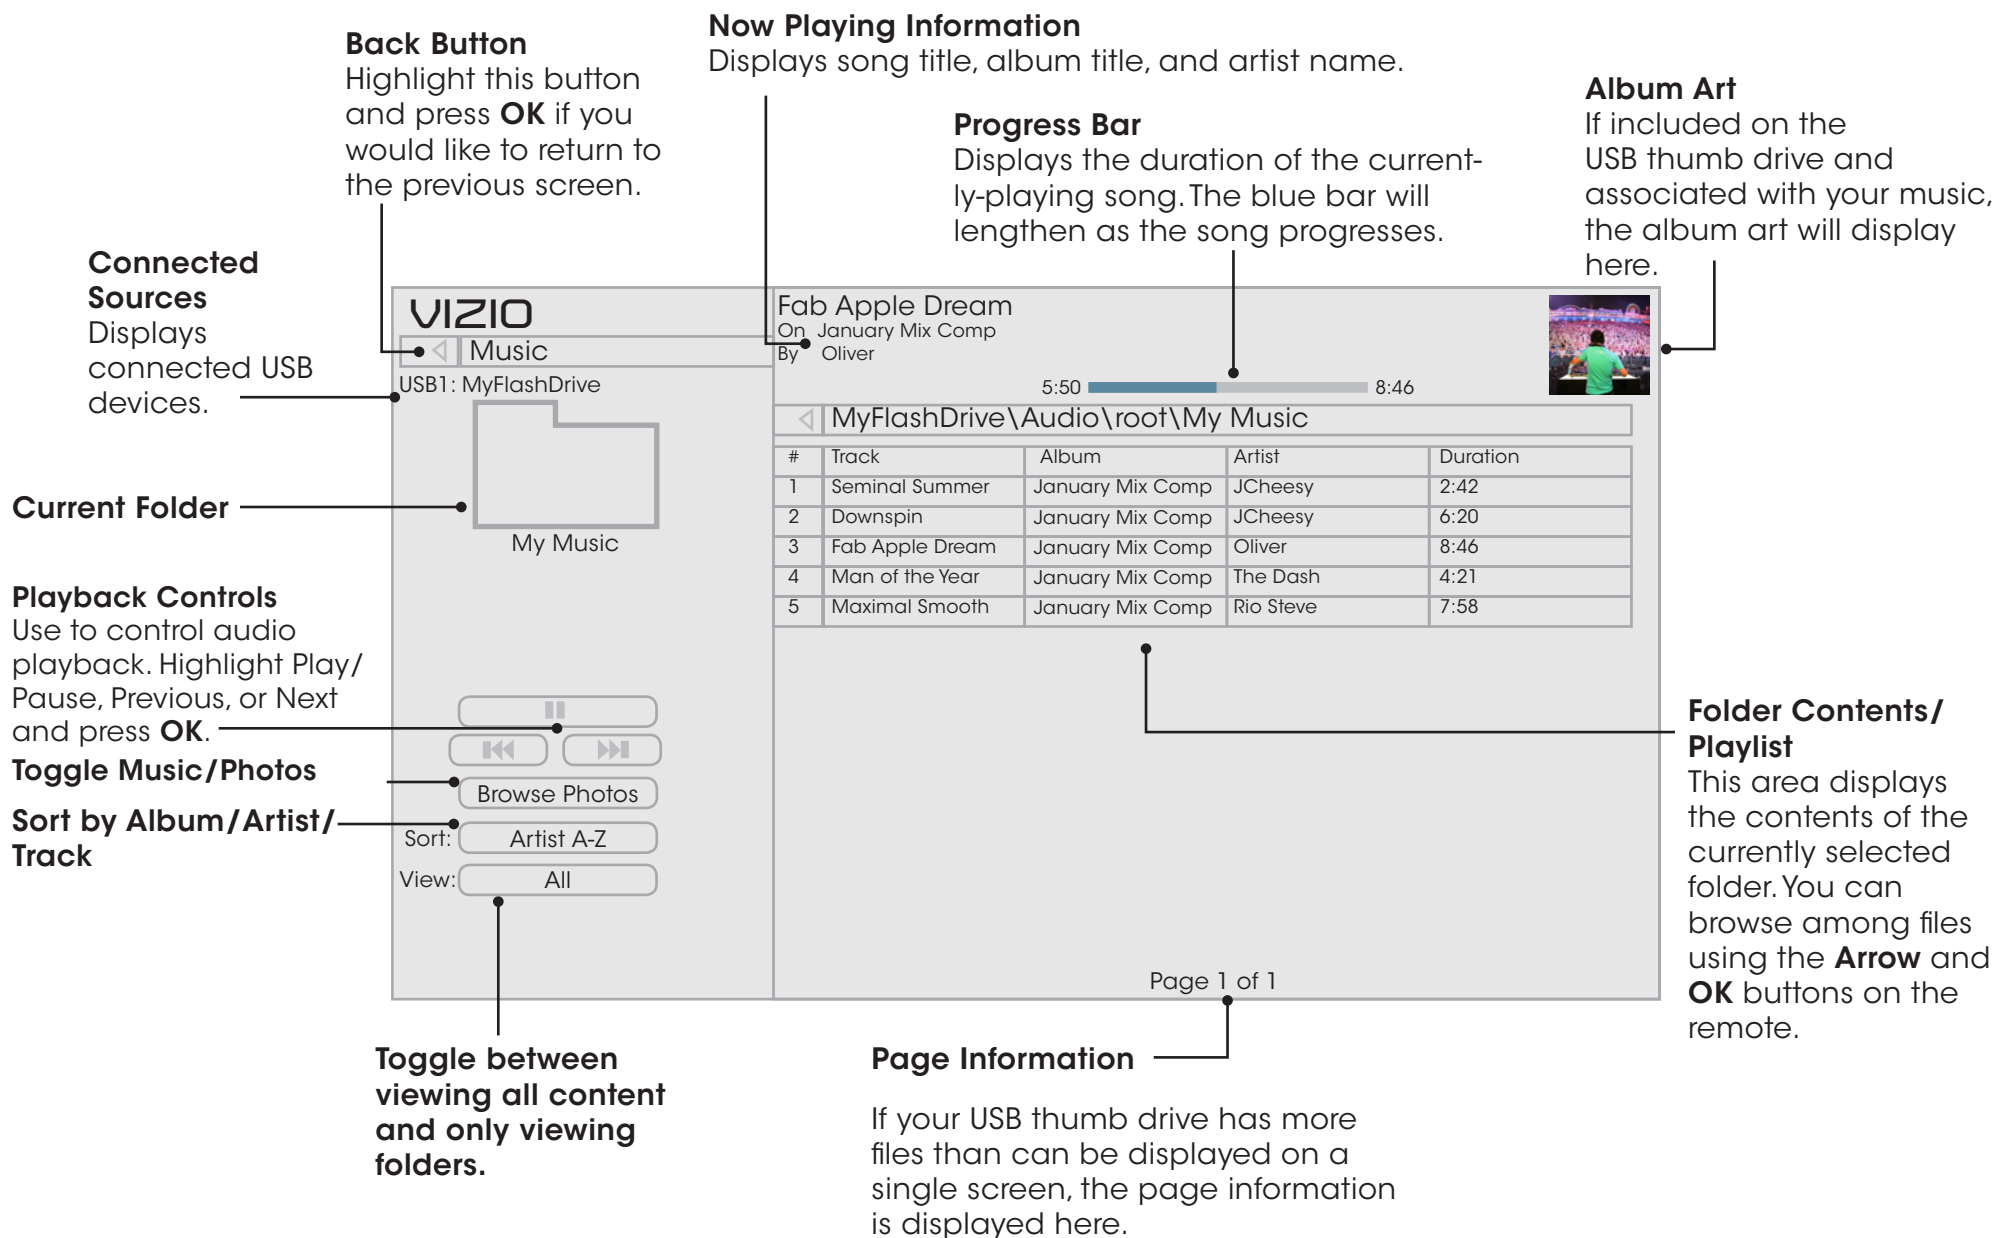 Back Button
Highlight this button
and press OK if you
would like to return to
the previous screen.
Now Playing Information
Displays song title, album title, and artist name.
Progress Bar
Displays the duration of the current-
ly-playing song. The blue bar will
lengthen as the song progresses.
Album Art
If included on the
USB thumb drive and
associated with your music,
the album art will display
here.
Connected
Sources
Displays
connected USB
devices.
Current Folder
Playback Controls
Use to control audio
playback. Highlight Play/
Pause, Previous, or Next
and press OK.
Toggle Music/Photos
Sort by Album/Artist/
Track
VIZIO
Music
USB1: MyFlashDrive
My Music
Browse Photos
Sort: Artist A-Z
View: All
Fab Apple Dream
On January Mix Comp
By Oliver
5:50 8:46
MyFlashDrive\Audio\root\My Music
# Track Album Artist Duration
1 Seminal Summer January Mix Comp JCheesy 2:42
2 Downspin January Mix Comp JCheesy 6:20
3 Fab Apple Dream January Mix Comp Oliver 8:46
4 Man of the Year January Mix Comp The Dash 4:21
5 Maximal Smooth January Mix Comp Rio Steve 7:58
Page 1 of 1
Folder Contents/
Playlist
This area displays
the contents of the
currently selected
folder. You can
browse among files
using the Arrow and
OK buttons on the
remote.
Toggle between
viewing all content
and only viewing
folders.
Page Information
If your USB thumb drive has more
files than can be displayed on a
single screen, the page information
is displayed here.